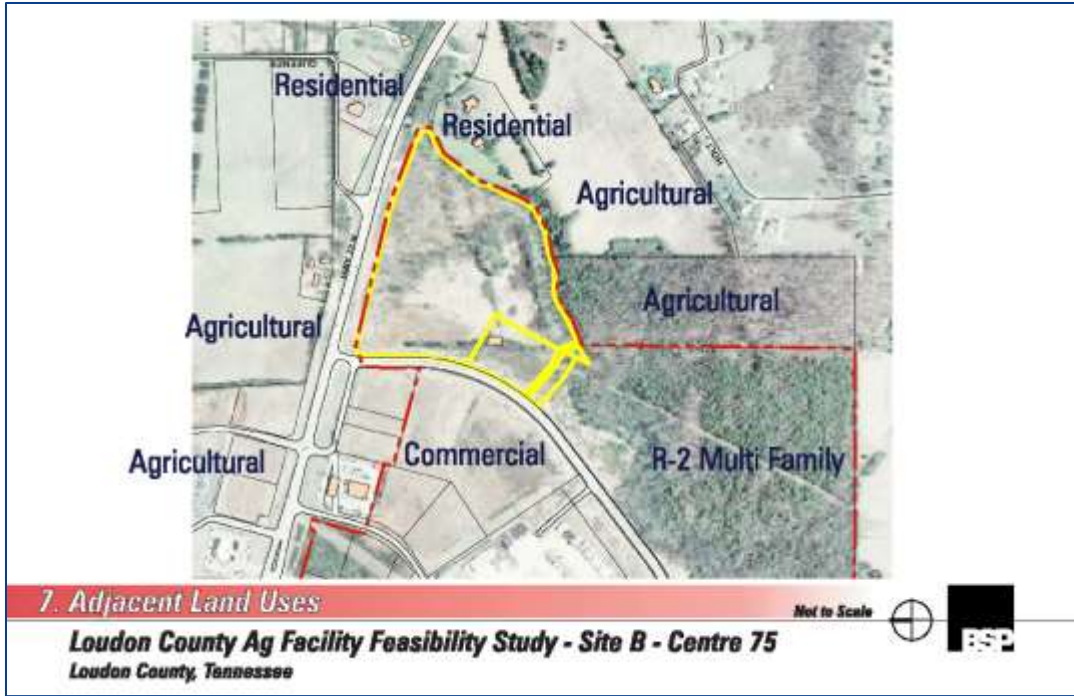 Residential
Residential
Agricultural
Agricultural
Agricultural
Agricultural
Commercial
R-2 Multi Family
7. Adjacent Land Uses
Not to Scale
BSP
Loudon County Ag Facility Feasibility Study - Site B - Centre 75
Loudon County, Tennessee